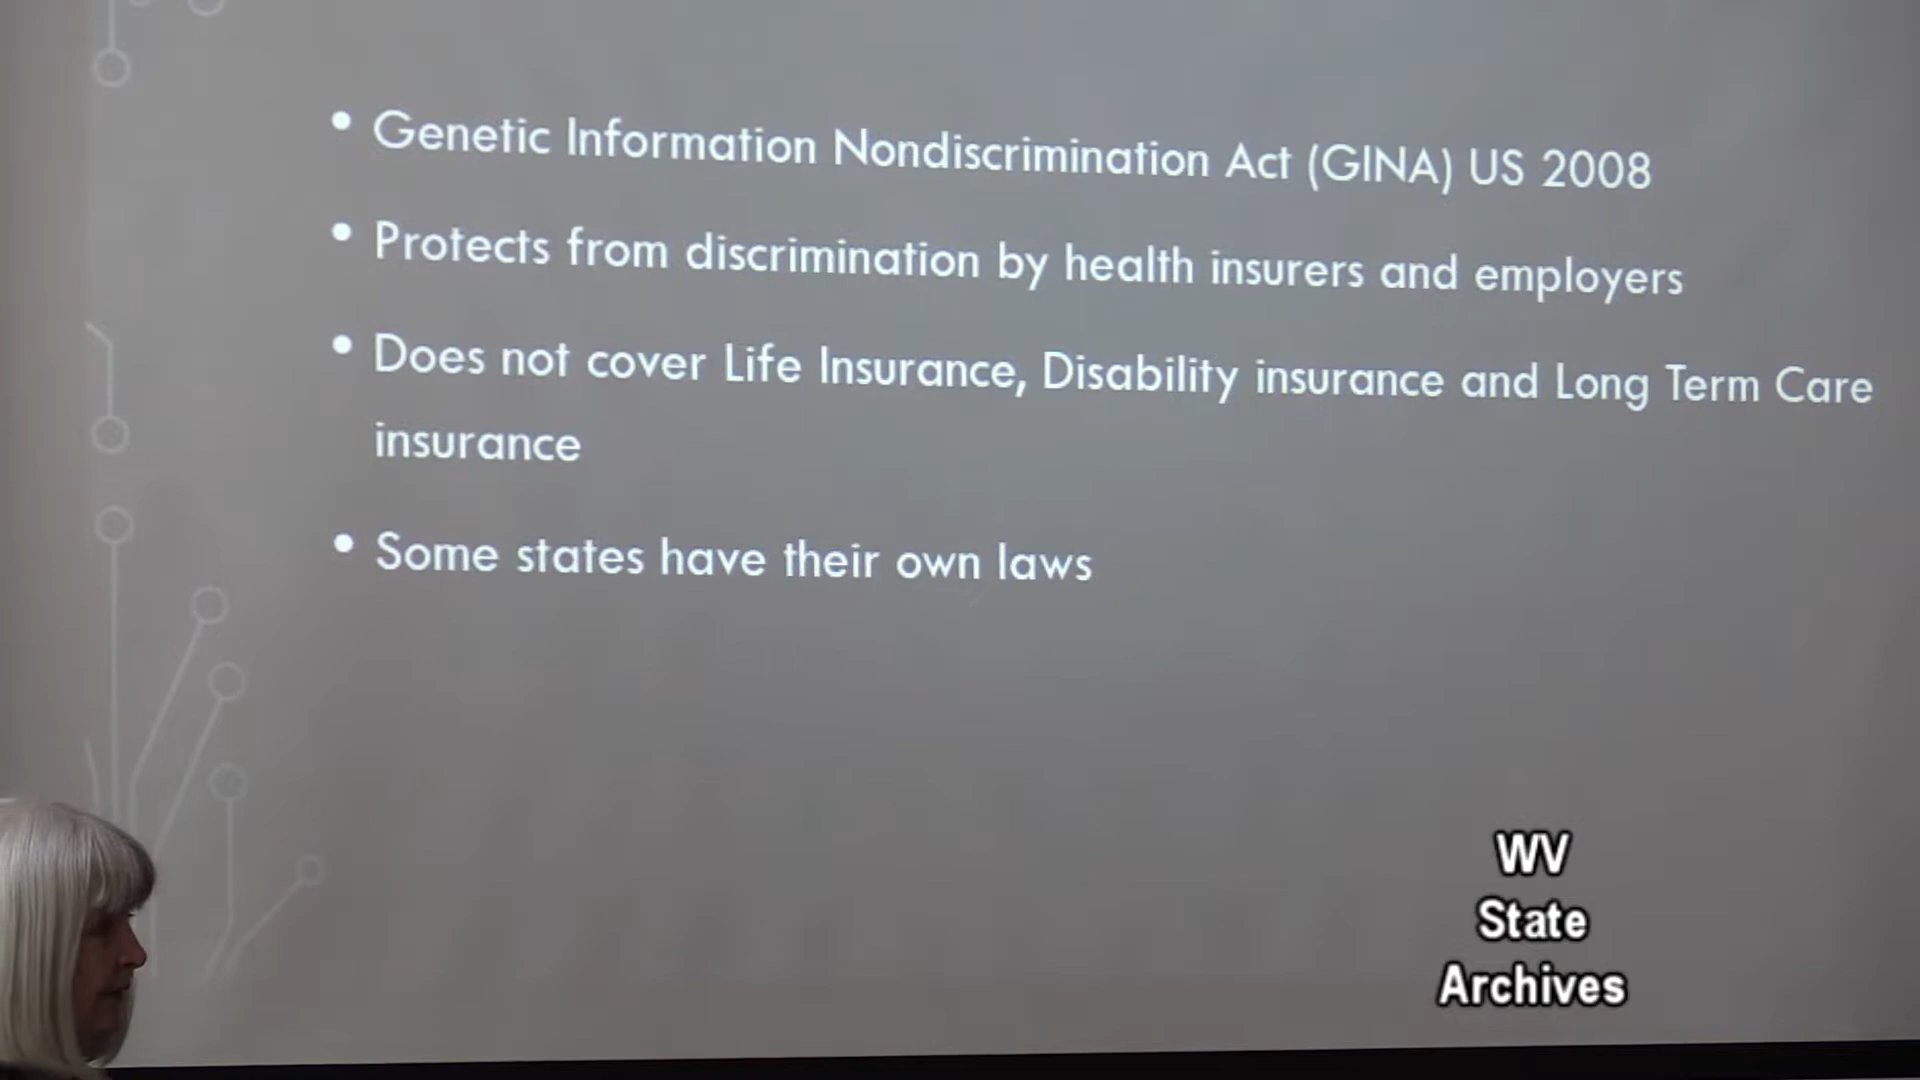 • Genetic Information Nondiscrimination Act (GINA) US 2008
• Protects from discrimination by health insurers and employers
• Does not cover Life Insurance, Disability insurance and Long Term Care
insurance
• Some states have their own laws
WV
State
Archives